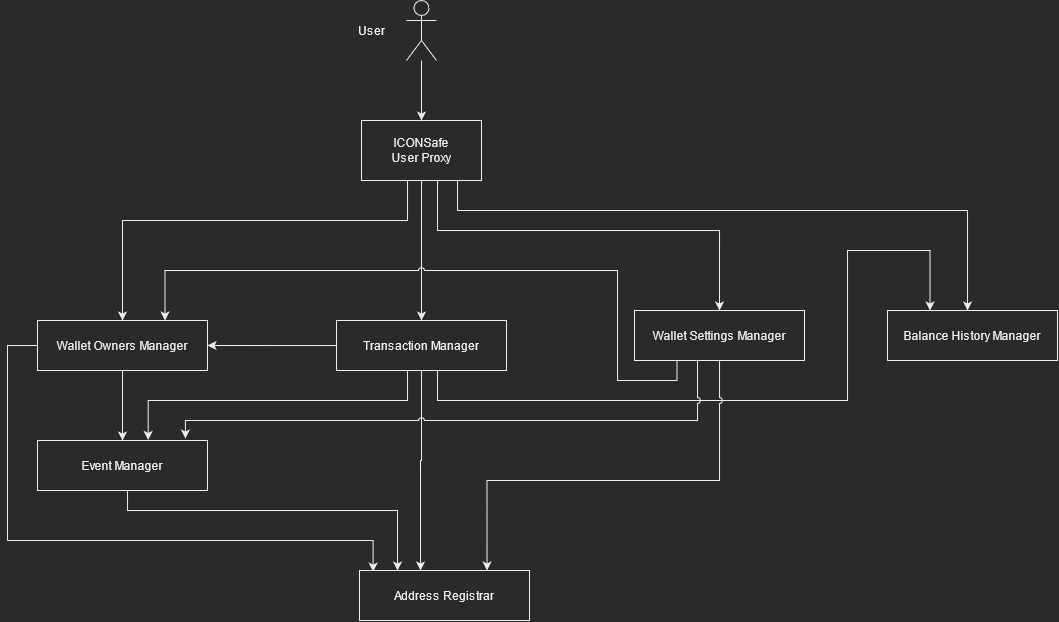 User
ICONSafe
User Proxy
Wallet Owners Manager
Transaction Manager
Wallet Settings Manager
Balance History Manager
Event Manager
Address Registrar